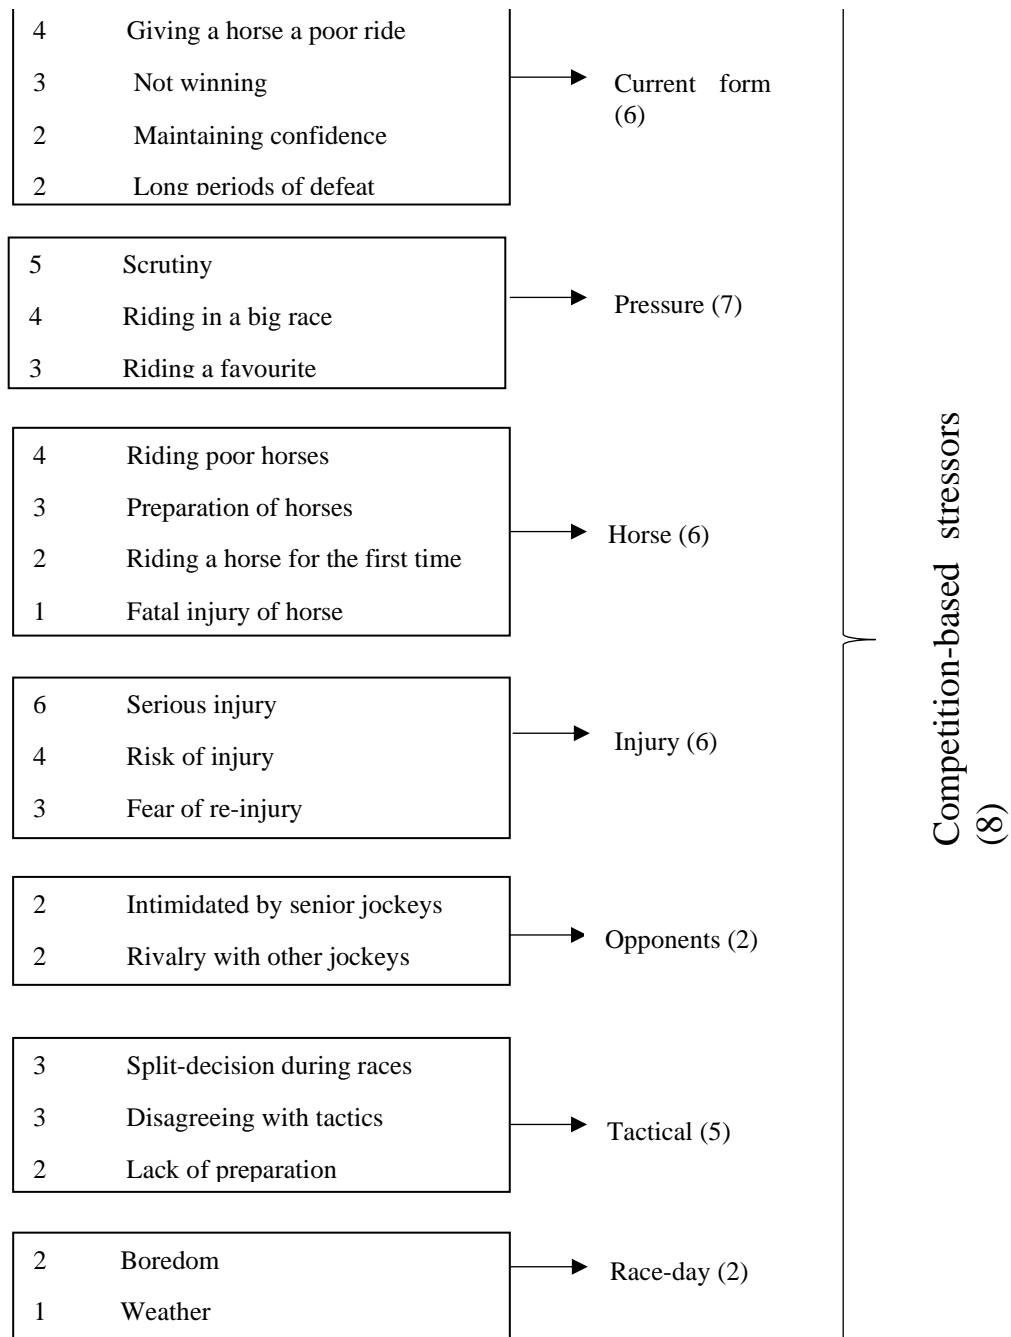 4 Giving a horse a poor ride
3 Not winning
2 Maintaining confidence
2 Long periods of defeat
Current form
(6)
5 Scrutiny
4 Riding in a big race
3 Riding a favourite
Pressure (7)
4 Riding poor horses
3 Preparation of horses
2 Riding a horse for the first time
1 Fatal injury of horse
Horse (6)
6 Serious injury
4 Risk of injury
3 Fear of re-injury
Injury (6)
2 Intimidated by senior jockeys
2 Rivalry with other jockeys
Opponents (2)
3 Split-decision during races
3 Disagreeing with tactics
2 Lack of preparation
Tactical (5)
2 Boredom
1 Weather
Race-day (2)
Competition-based stressors
(8)